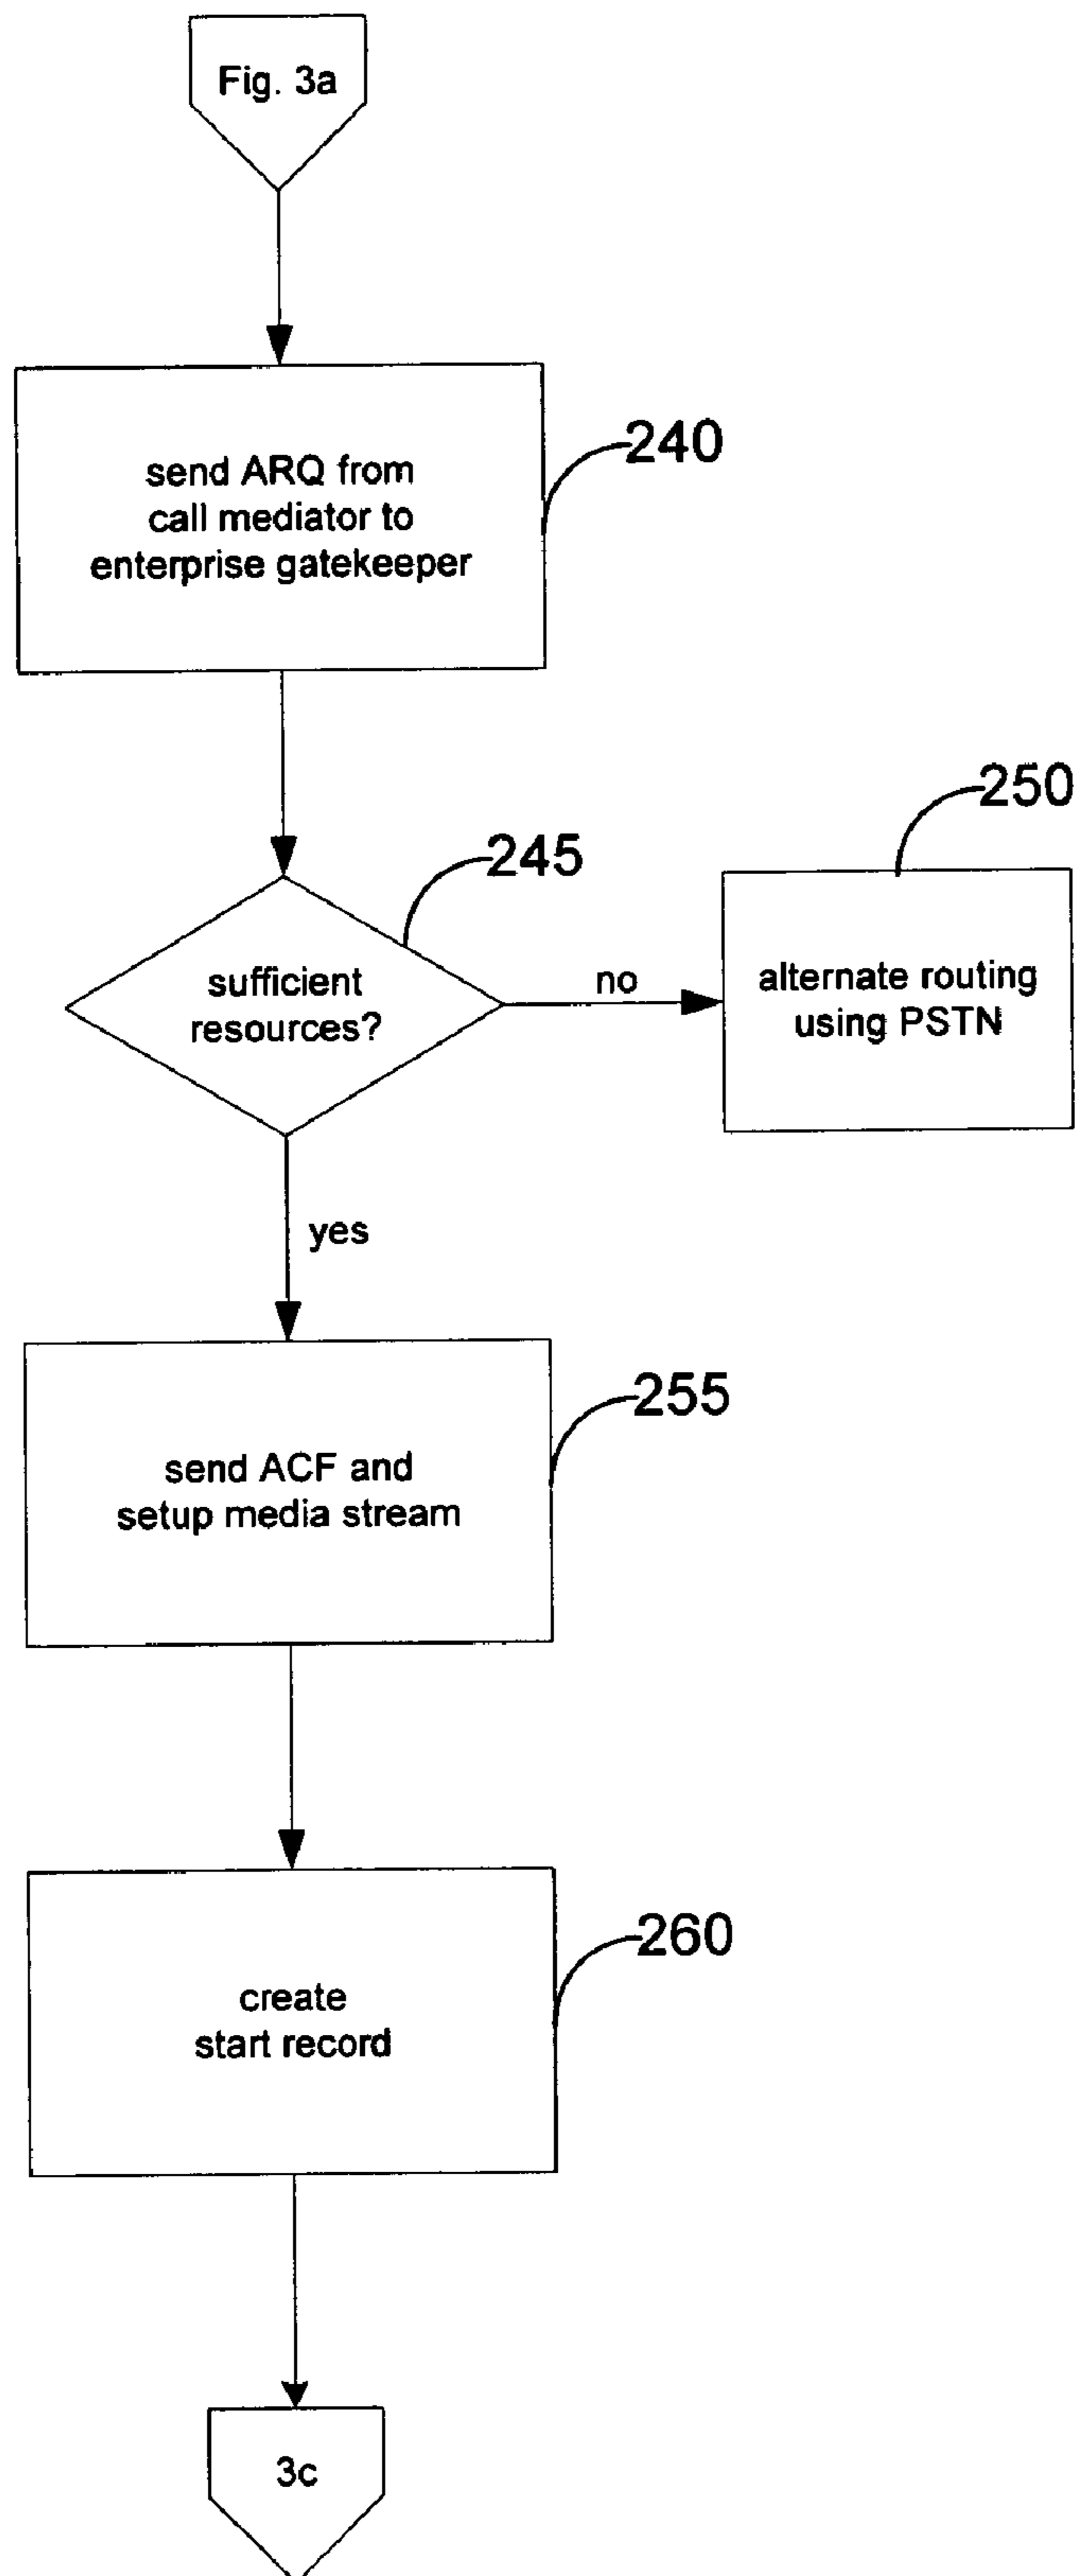 Fig. 3a
send ARQ from
call mediator to
enterprise gatekeeper
240
sufficient
resources?
245
no
alternate routing
using PSTN
250
yes
send ACF and
setup media stream
255
create
start record
260
3c